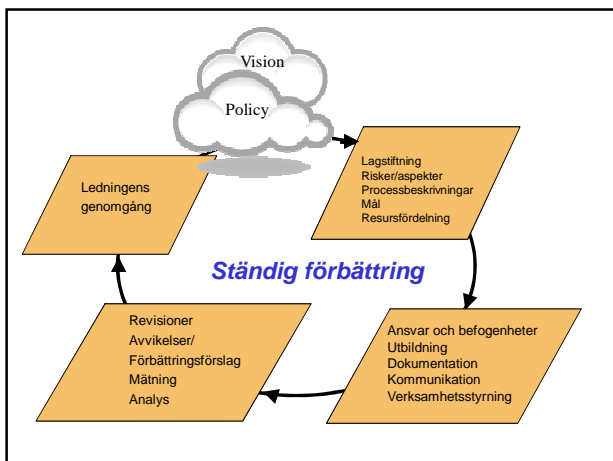 Vision
Policy
Lagstiftning
Risker/aspekter
Processbeskrivningar
Mål
Resursfördelning
Ledningens
genomgång
Ständig förbättring
Revisioner
Avvikelser/
Förbättringsförslag
Mätning
Analys
Ansvar och befogenheter
Utbildning
Dokumentation
Kommunikation
Verksamhetsstyrning